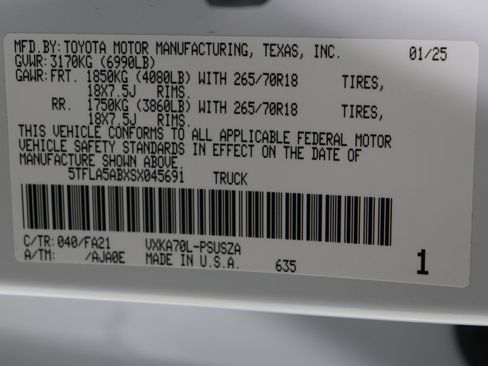 MFD. BY: TOYOTA MOTOR MANUFACTURING, TEXAS, INC. 01/25
GVWR: 3170KG (6990LB)
GAWR: FRT. 1850KG (4080LB) WITH 265/70R18 TIRES,
18X7.5J RIMS.
RR. 1750KG (3860LB) WITH 265/70R18 TIRES,
18X7.5J RIMS.
THIS VEHICLE CONFORMS TO ALL APPLICABLE FEDERAL MOTOR
VEHICLE SAFETY STANDARDS IN EFFECT ON THE DATE OF
MANUFACTURE SHOWN ABOVE.
5TFLA5ABXSX045691 TRUCK
C/TR: 040/FA21 VXKA70L-PSUSZA
A/TM: /AJA0E MADE IN U.S.A. 635 1